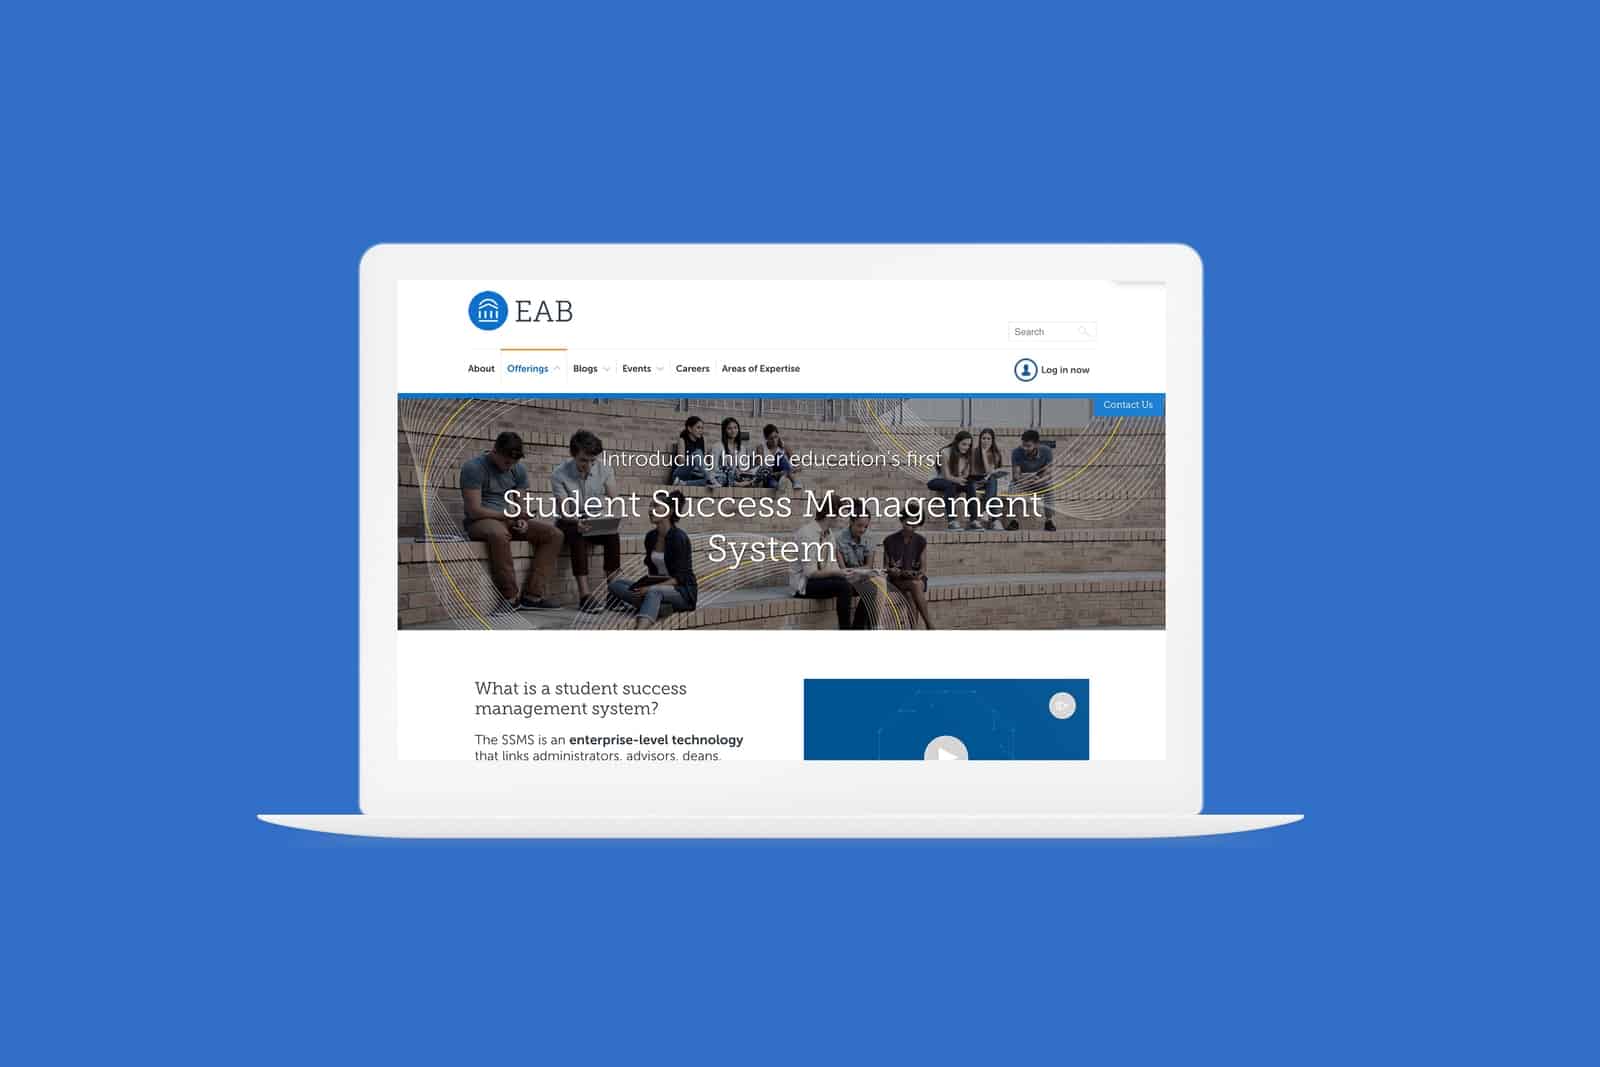 EAB
Search
About Offerings Blogs Events Careers Areas of Expertise
Log in now
Contact Us
Introducing higher education's first
Student Success Management
System
What is a student success
management system?
The SSMS is an enterprise-level technology
that links administrators, advisors, deans,